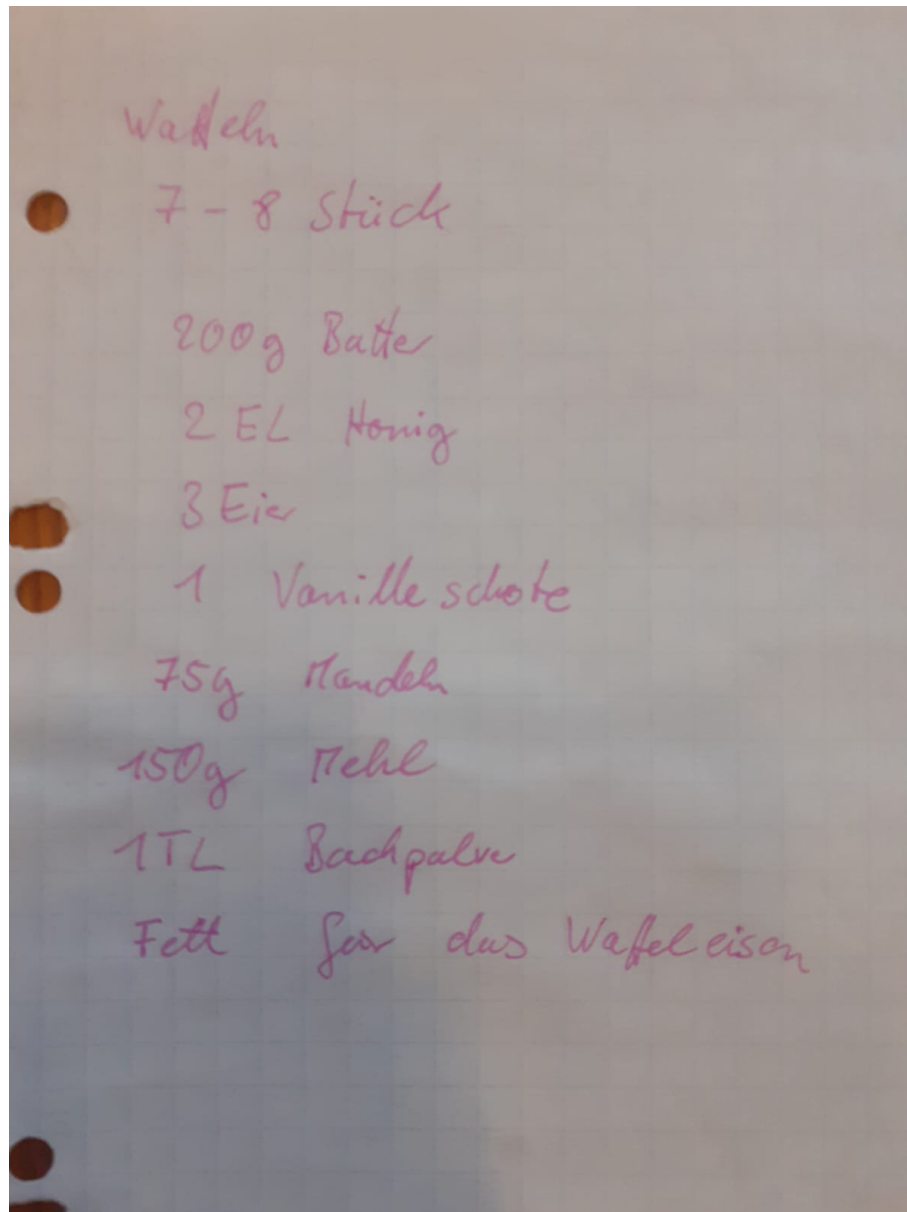 Waffeln
7 - 8 Stück
200g Butter
2 EL Honig
3 Eier
1 Vanilleschote
75g Mandeln
150g Mehl
1TL Backpulver
Fett für das Waffeleisen